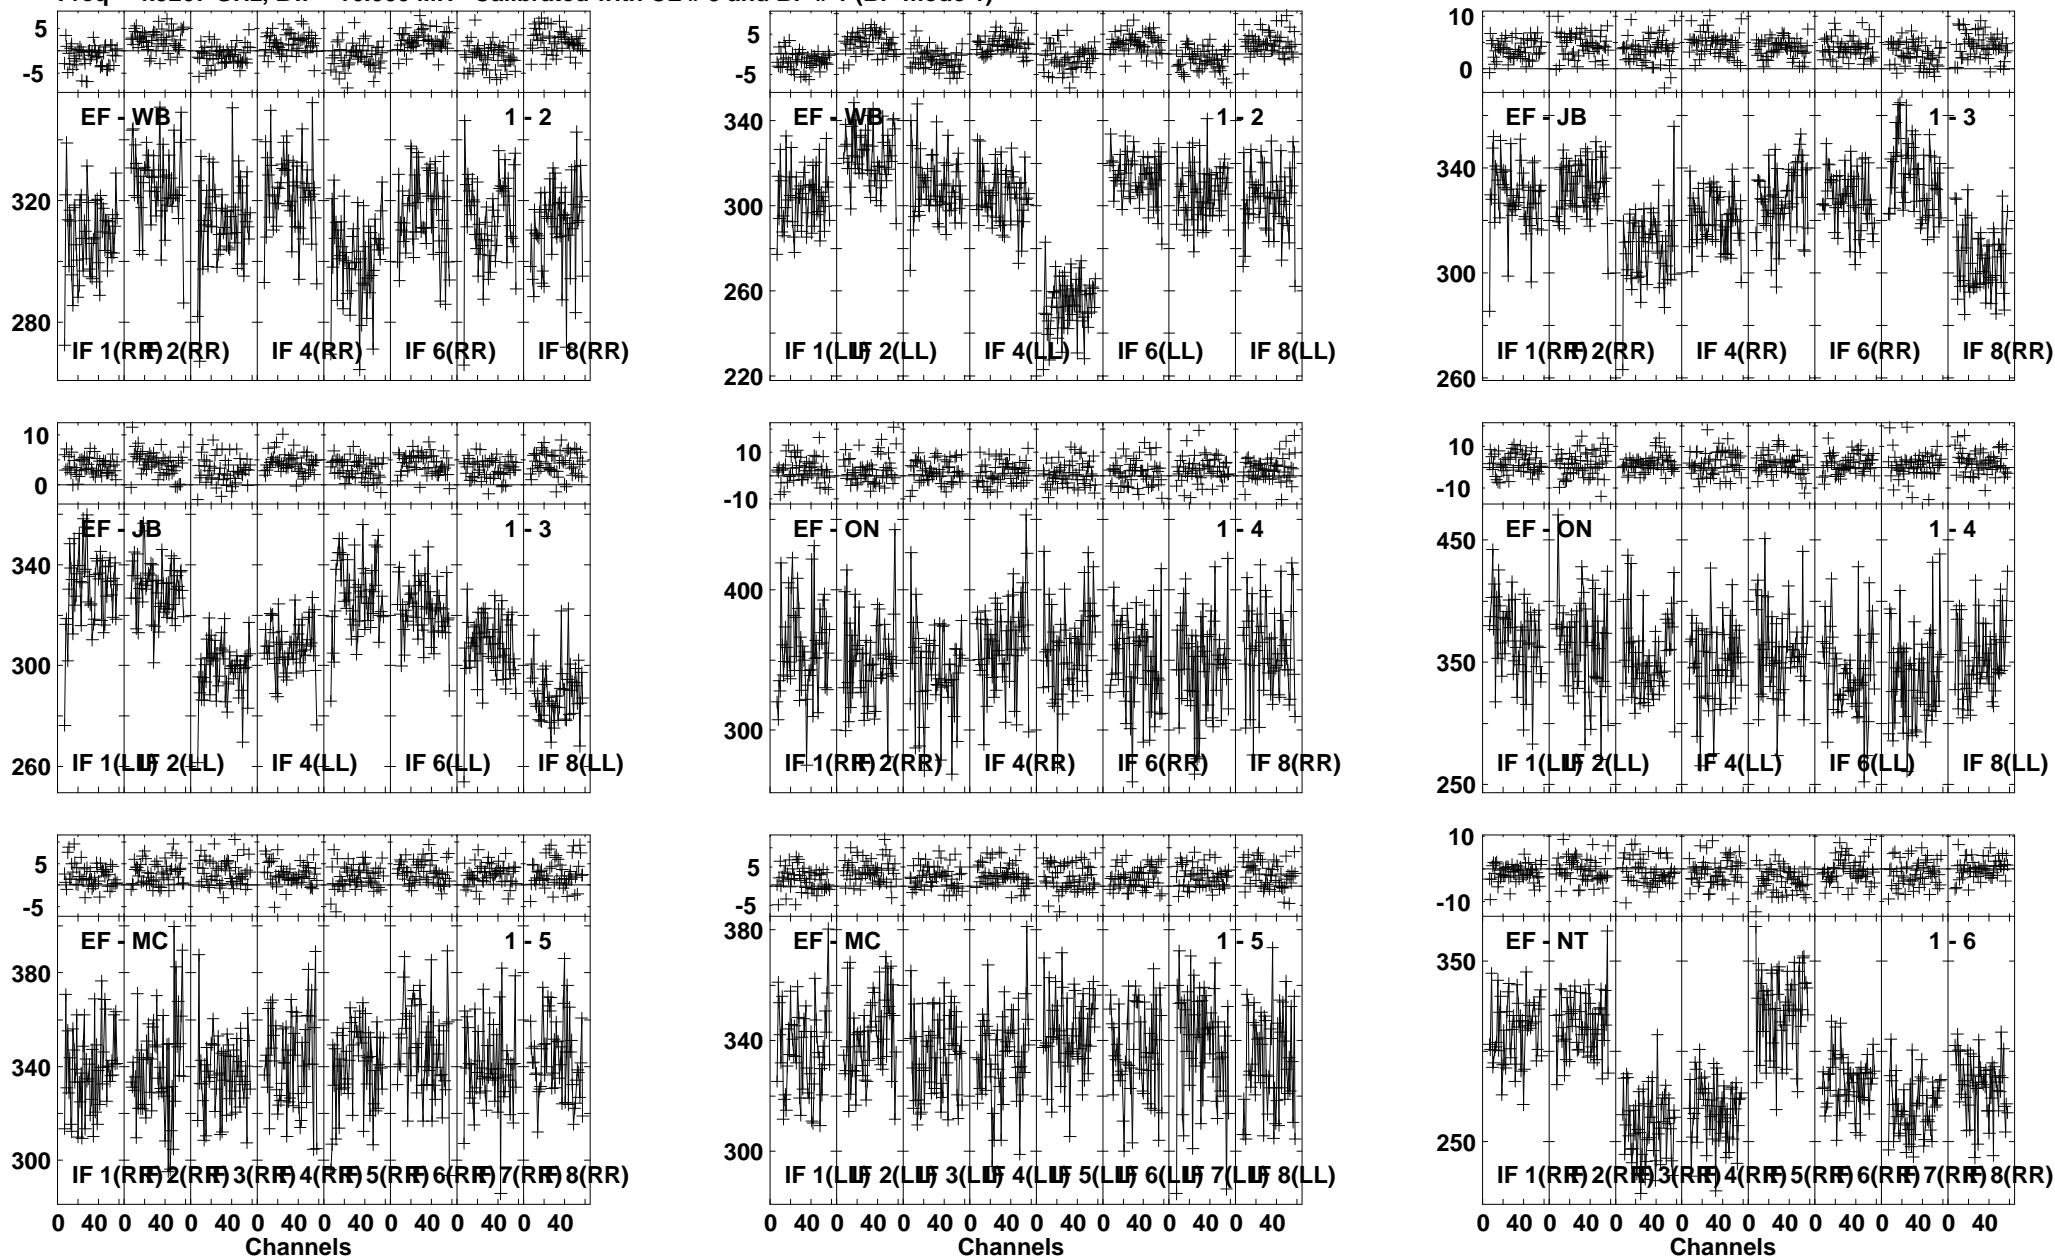 5
-5
EF - WB 1 - 2
320
280
IF 1(RR) IF 2(RR) IF 4(RR) IF 6(RR) IF 8(RR)
5
-5
EF - WB 1 - 2
340
300
260
220
IF 1(LL) IF 2(LL) IF 4(LL) IF 6(LL) IF 8(LL)
10
0
EF - JB 1 - 3
340
300
260
IF 1(RR) IF 2(RR) IF 4(RR) IF 6(RR) IF 8(RR)
10
0
EF - JB 1 - 3
340
300
260
IF 1(LL) IF 2(LL) IF 4(LL) IF 6(LL) IF 8(LL)
10
-10
EF - ON 1 - 4
400
300
IF 1(RR) IF 2(RR) IF 4(RR) IF 6(RR) IF 8(RR)
10
-10
EF - ON 1 - 4
450
350
250
IF 1(LL) IF 2(LL) IF 4(LL) IF 6(LL) IF 8(LL)
5
-5
EF - MC 1 - 5
380
340
300
IF 1(RR) IF 2(RR) IF 3(RR) IF 4(RR) IF 5(RR) IF 6(RR) IF 7(RR) IF 8(RR)
0 40 0 40 0 40 0 40 0 40 0 40 0 40 0 40
Channels
5
-5
EF - MC 1 - 5
380
340
300
IF 1(LL) IF 2(LL) IF 3(LL) IF 4(LL) IF 5(LL) IF 6(LL) IF 7(LL) IF 8(LL)
0 40 0 40 0 40 0 40 0 40 0 40 0 40 0 40
Channels
10
-10
EF - NT 1 - 6
350
250
IF 1(RR) IF 2(RR) IF 3(RR) IF 4(RR) IF 5(RR) IF 6(RR) IF 7(RR) IF 8(RR)
0 40 0 40 0 40 0 40 0 40 0 40 0 40 0 40
Channels